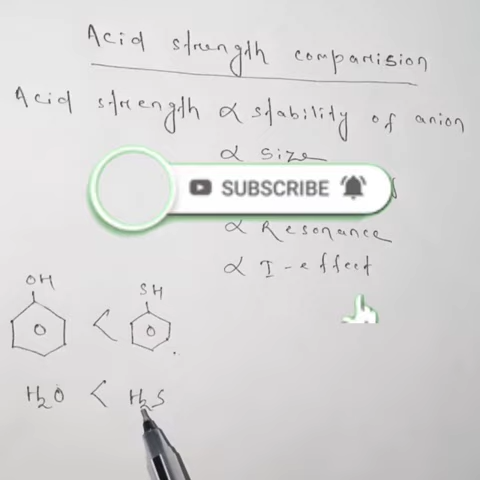 Acid strength comparision
Acid strength ∝ stability of anion
∝ size
SUBSCRIBE
∝ Resonance
∝ I-effect
OH < SH
H₂O < H₂S